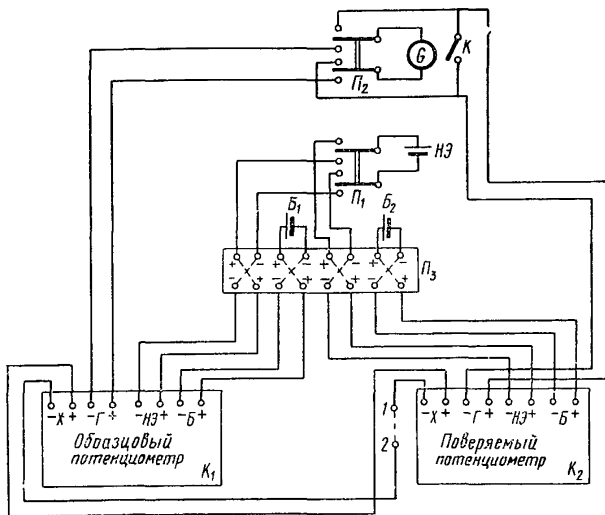 G
К
П₂
НЭ
П₁
Б₁
Б₂
+ − + − + − + −
− + − + − + − +
П₃
−Х+ −Г+ −НЭ+ −Б+
Образцовый
потенциометр
К₁
1
2
−Х+ −Г+ −НЭ+ −Б+
Поверяемый
потенциометр
К₂